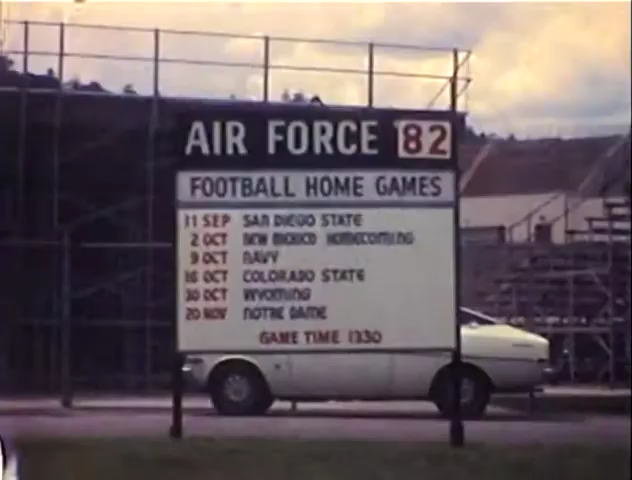 AIR FORCE '82
FOOTBALL HOME GAMES
11 SEP SAN DIEGO STATE
2 OCT NEW MEXICO HOMECOMING
9 OCT NAVY
16 OCT COLORADO STATE
30 OCT WYOMING
20 NOV NOTRE DAME
GAME TIME 1330